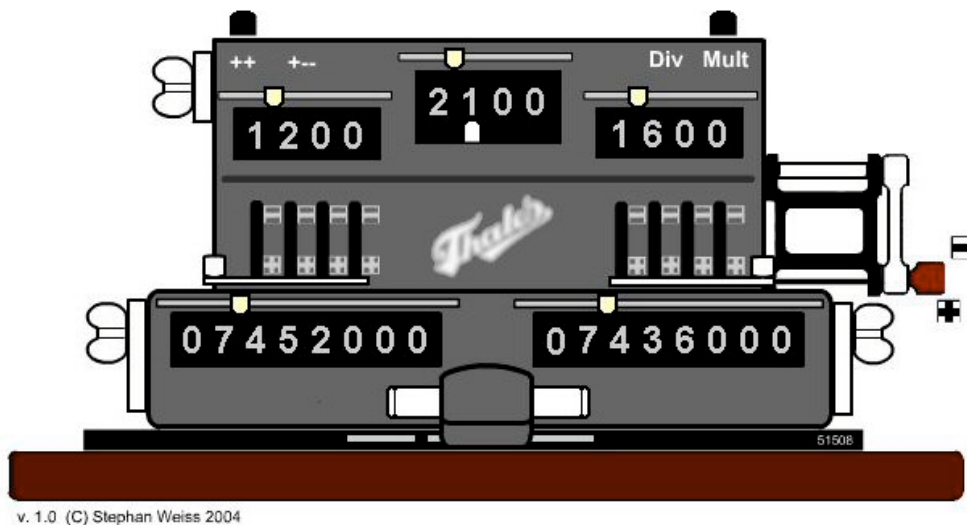 ++ +-- Div Mult
2100
1200 1600
Thales
07452000 07436000
51508
v. 1.0 (C) Stephan Weiss 2004